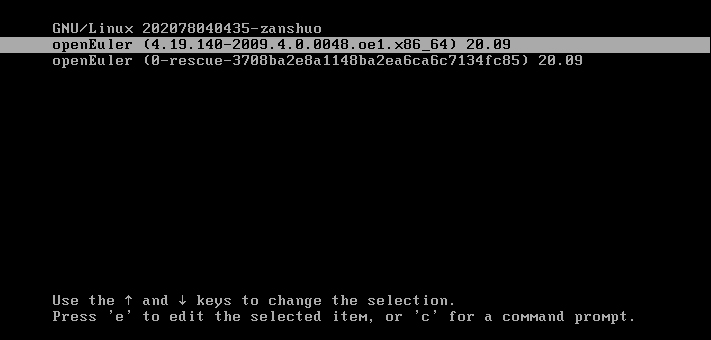 GNU/Linux 202078040435-zanshuo
openEuler (4.19.140-2009.4.0.0048.oe1.x86_64) 20.09
openEuler (0-rescue-3708ba2e8a1148ba2ea6ca6c7134fc85) 20.09
Use the ↑ and ↓ keys to change the selection.
Press 'e' to edit the selected item, or 'c' for a command prompt.